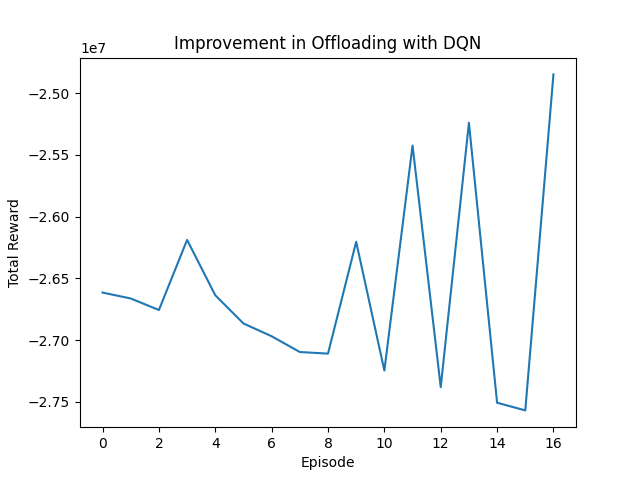 Improvement in Offloading with DQN
1e7
−2.50
−2.55
−2.60
−2.65
−2.70
−2.75
Total Reward
0 2 4 6 8 10 12 14 16
Episode